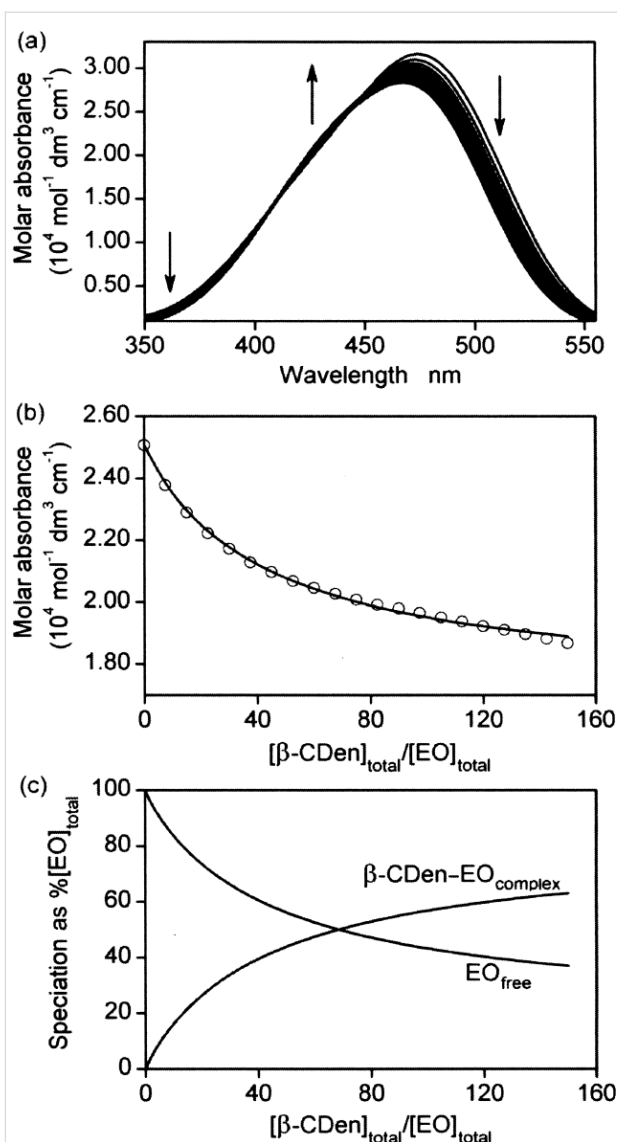 (a)
Molar absorbance
(10⁴ mol⁻¹ dm³ cm⁻¹)
3.00
2.50
2.00
1.50
1.00
0.50
350
400
450
500
550
Wavelength nm
(b)
Molar absorbance
(10⁴ mol⁻¹ dm³ cm⁻¹)
2.60
2.40
2.20
2.00
1.80
0
40
80
120
160
[β-CDen]total/[EO]total
(c)
Speciation as %[EO]total
100
80
60
40
20
0
β-CDen–EOcomplex
EOfree
0
40
80
120
160
[β-CDen]total/[EO]total